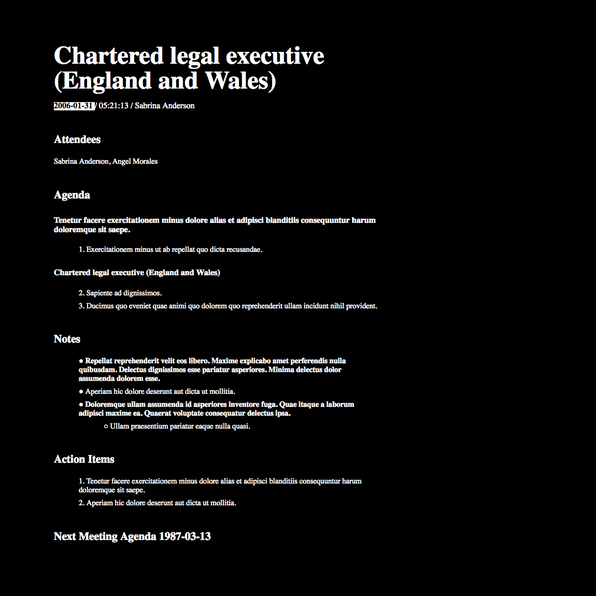 Chartered legal executive
(England and Wales)
2006-01-31 / 05:21:13 / Sabrina Anderson
Attendees
Sabrina Anderson, Angel Morales
Agenda
Tenetur facere exercitationem minus dolore alias et adipisci blanditiis consequuntur harum
doloremque sit saepe.
1. Exercitationem minus ut ab repellat quo dicta recusandae.
Chartered legal executive (England and Wales)
2. Sapiente ad dignissimos.
3. Ducimus quo eveniet quae animi quo dolorem quo reprehenderit ullam incidunt nihil provident.
Notes
● Repellat reprehenderit velit eos libero. Maxime explicabo amet perferendis nulla
quibusdam. Delectus dignissimos esse pariatur asperiores. Minima delectus dolor
assumenda dolorem esse.
● Aperiam hic dolore deserunt aut dicta ut mollitia.
● Doloremque ullam assumenda id asperiores inventore fuga. Quae itaque a laborum
adipisci maxime ea. Quaerat voluptate consequatur delectus ipsa.
○ Ullam praesentium pariatur eaque nulla quasi.
Action Items
1. Tenetur facere exercitationem minus dolore alias et adipisci blanditiis consequuntur harum
doloremque sit saepe.
2. Aperiam hic dolore deserunt aut dicta ut mollitia.
Next Meeting Agenda 1987-03-13